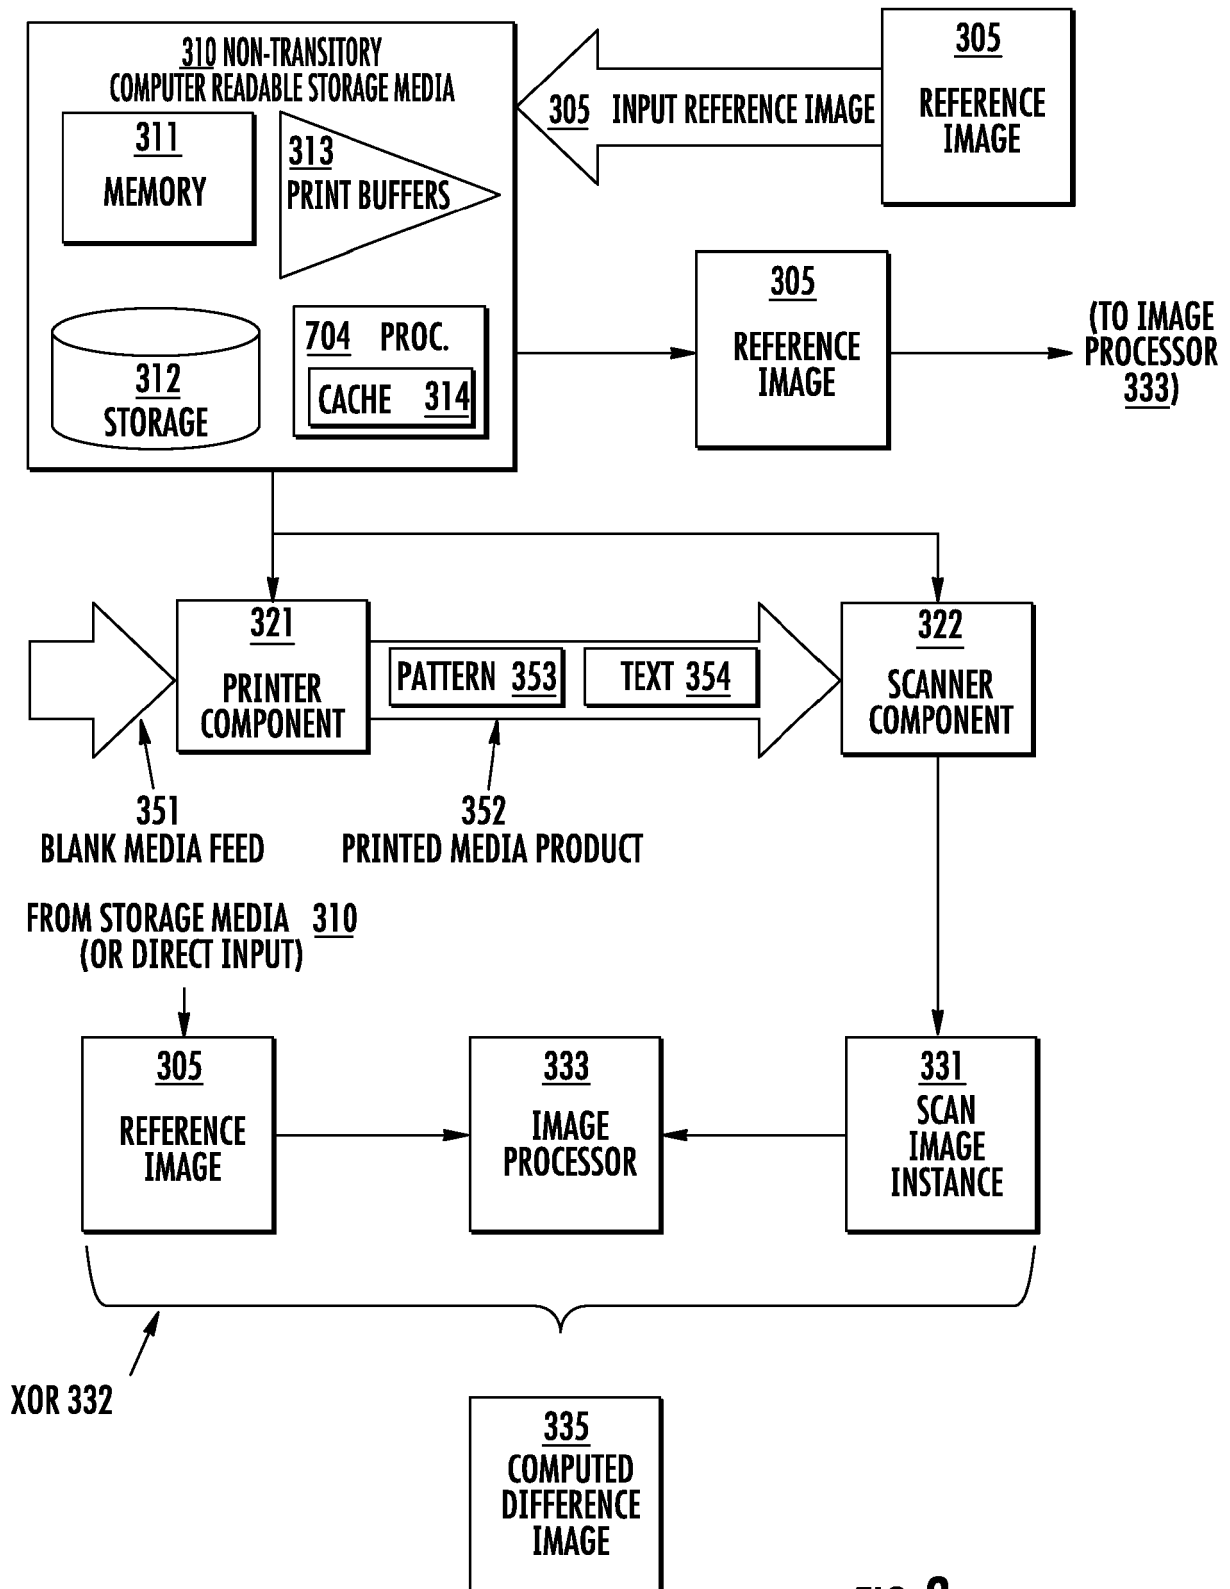 310 NON-TRANSITORY
COMPUTER READABLE STORAGE MEDIA
311
MEMORY
313
PRINT BUFFERS
312
STORAGE
704 PROC.
CACHE 314
305 INPUT REFERENCE IMAGE
305
REFERENCE
IMAGE
305
REFERENCE
IMAGE
(TO IMAGE
PROCESSOR
333)
321
PRINTER
COMPONENT
PATTERN 353
TEXT 354
322
SCANNER
COMPONENT
351
BLANK MEDIA FEED
352
PRINTED MEDIA PRODUCT
FROM STORAGE MEDIA 310
(OR DIRECT INPUT)
305
REFERENCE
IMAGE
333
IMAGE
PROCESSOR
331
SCAN
IMAGE
INSTANCE
XOR 332
335
COMPUTED
DIFFERENCE
IMAGE